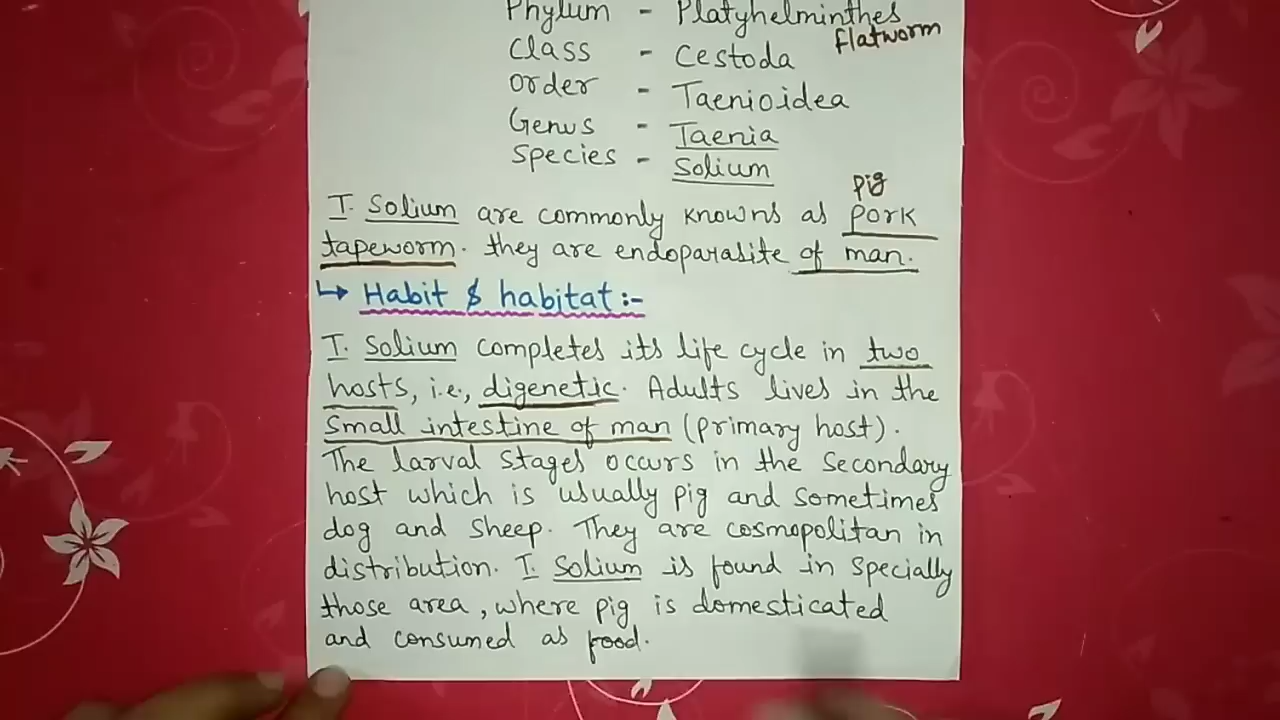 Phylum - Platyhelminthes
flatworm
Class - Cestoda
Order - Taenioidea
Genus - Taenia
Species - Solium
pig
T. Solium are commonly knowns as pork
tapeworm. they are endoparasite of man.
↳ Habit & habitat:-
T. Solium completes its life cycle in two
hosts, i.e., digenetic. Adults lives in the
Small intestine of man (primary host).
The larval stages occurs in the secondary
host which is usually pig and sometimes
dog and sheep. They are cosmopolitan in
distribution. T. Solium is found in specially
those area, where pig is domesticated
and consumed as food.